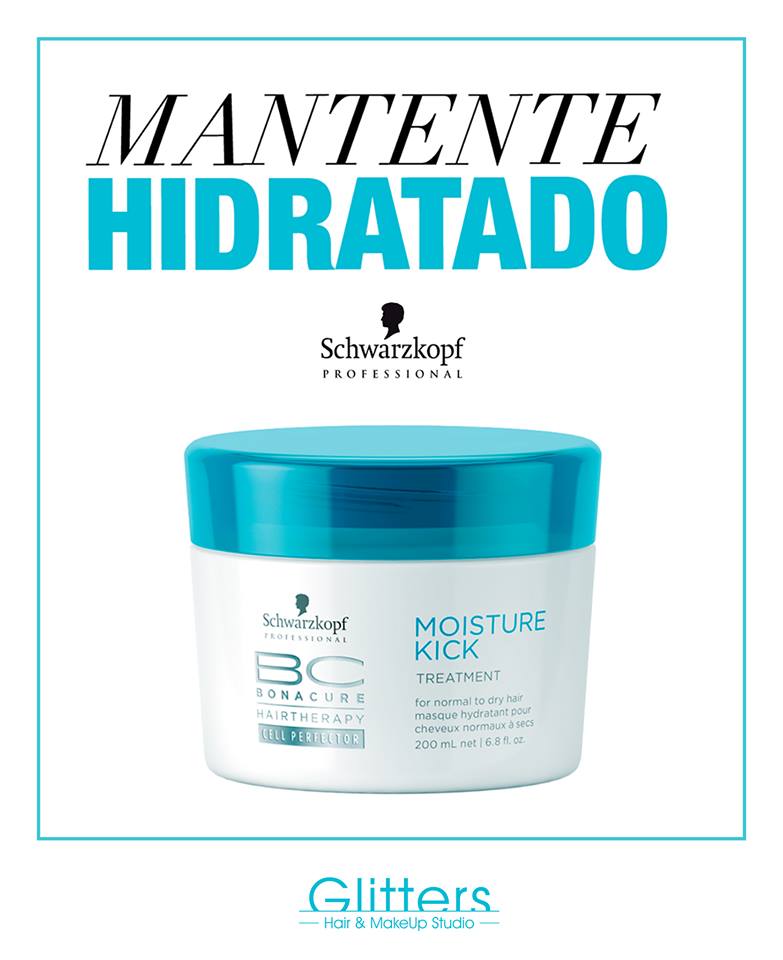 MANTENTE
HIDRATADO
Schwarzkopf
PROFESSIONAL
Schwarzkopf
PROFESSIONAL
BC
BONACURE
HAIRTHERAPY
CELL PERFECTOR
MOISTURE
KICK
TREATMENT
for normal to dry hair
masque hydratant pour
cheveux normaux à secs
200 mL net | 6.8 fl. oz.
Glitters
Hair & MakeUp Studio